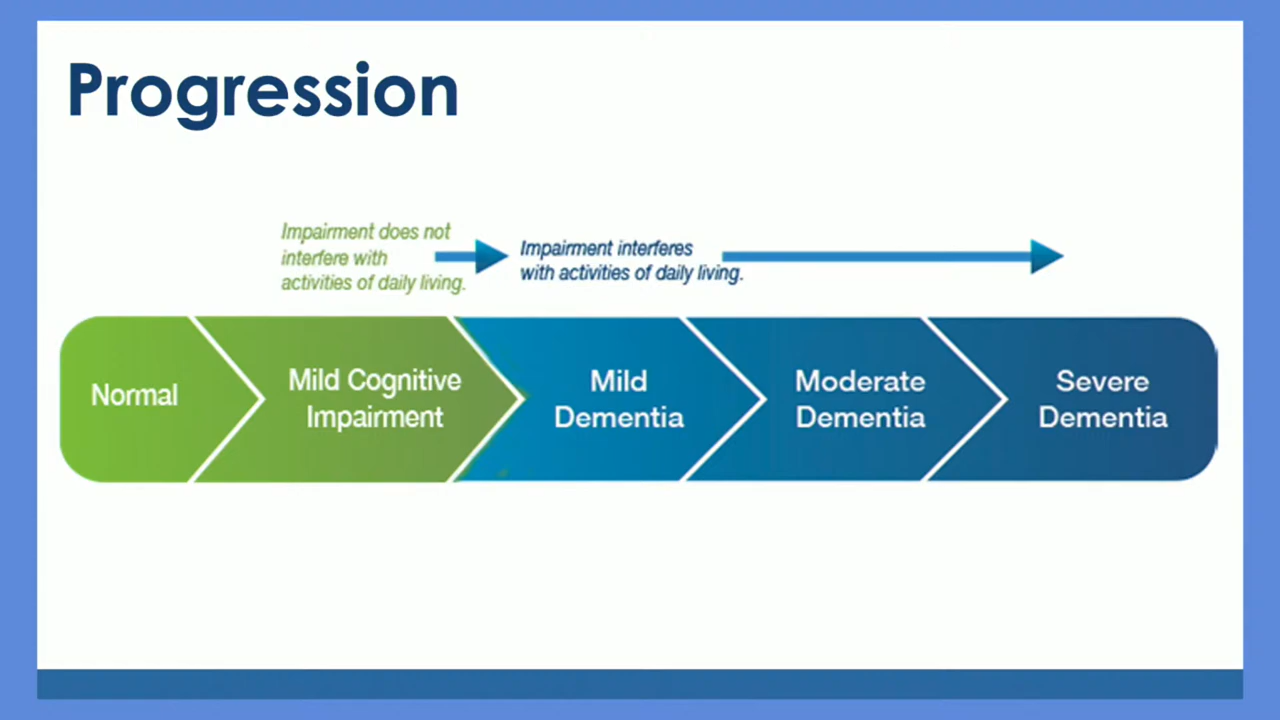 Progression
Impairment does not
interfere with
activities of daily living.
Impairment interferes
with activities of daily living.
Normal
Mild Cognitive
Impairment
Mild
Dementia
Moderate
Dementia
Severe
Dementia